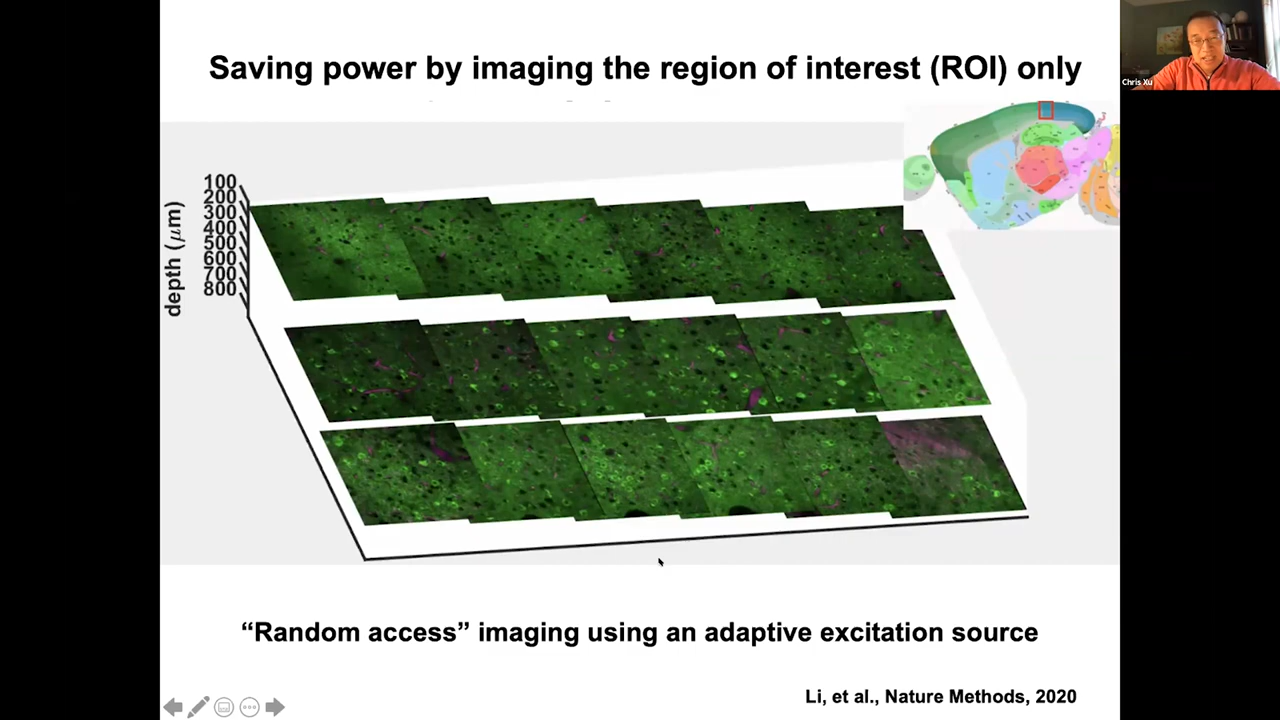 Saving power by imaging the region of interest (ROI) only
Chris Xu
100
200
300
400
500
600
700
800
depth (μm)
“Random access” imaging using an adaptive excitation source
Li, et al., Nature Methods, 2020